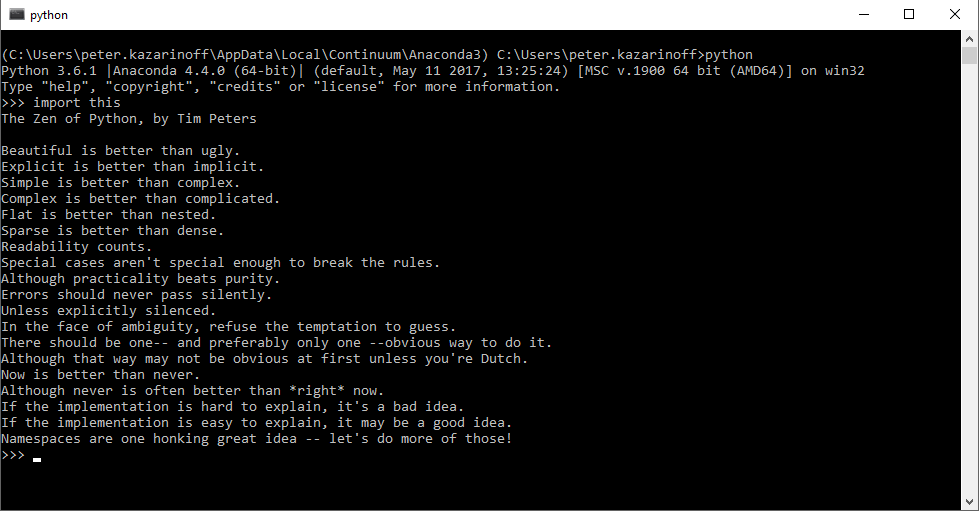 python
(C:\Users\peter.kazarinoff\AppData\Local\Continuum\Anaconda3) C:\Users\peter.kazarinoff>python
Python 3.6.1 |Anaconda 4.4.0 (64-bit)| (default, May 11 2017, 13:25:24) [MSC v.1900 64 bit (AMD64)] on win32
Type "help", "copyright", "credits" or "license" for more information.
>>> import this
The Zen of Python, by Tim Peters

Beautiful is better than ugly.
Explicit is better than implicit.
Simple is better than complex.
Complex is better than complicated.
Flat is better than nested.
Sparse is better than dense.
Readability counts.
Special cases aren't special enough to break the rules.
Although practicality beats purity.
Errors should never pass silently.
Unless explicitly silenced.
In the face of ambiguity, refuse the temptation to guess.
There should be one-- and preferably only one --obvious way to do it.
Although that way may not be obvious at first unless you're Dutch.
Now is better than never.
Although never is often better than *right* now.
If the implementation is hard to explain, it's a bad idea.
If the implementation is easy to explain, it may be a good idea.
Namespaces are one honking great idea -- let's do more of those!
>>>